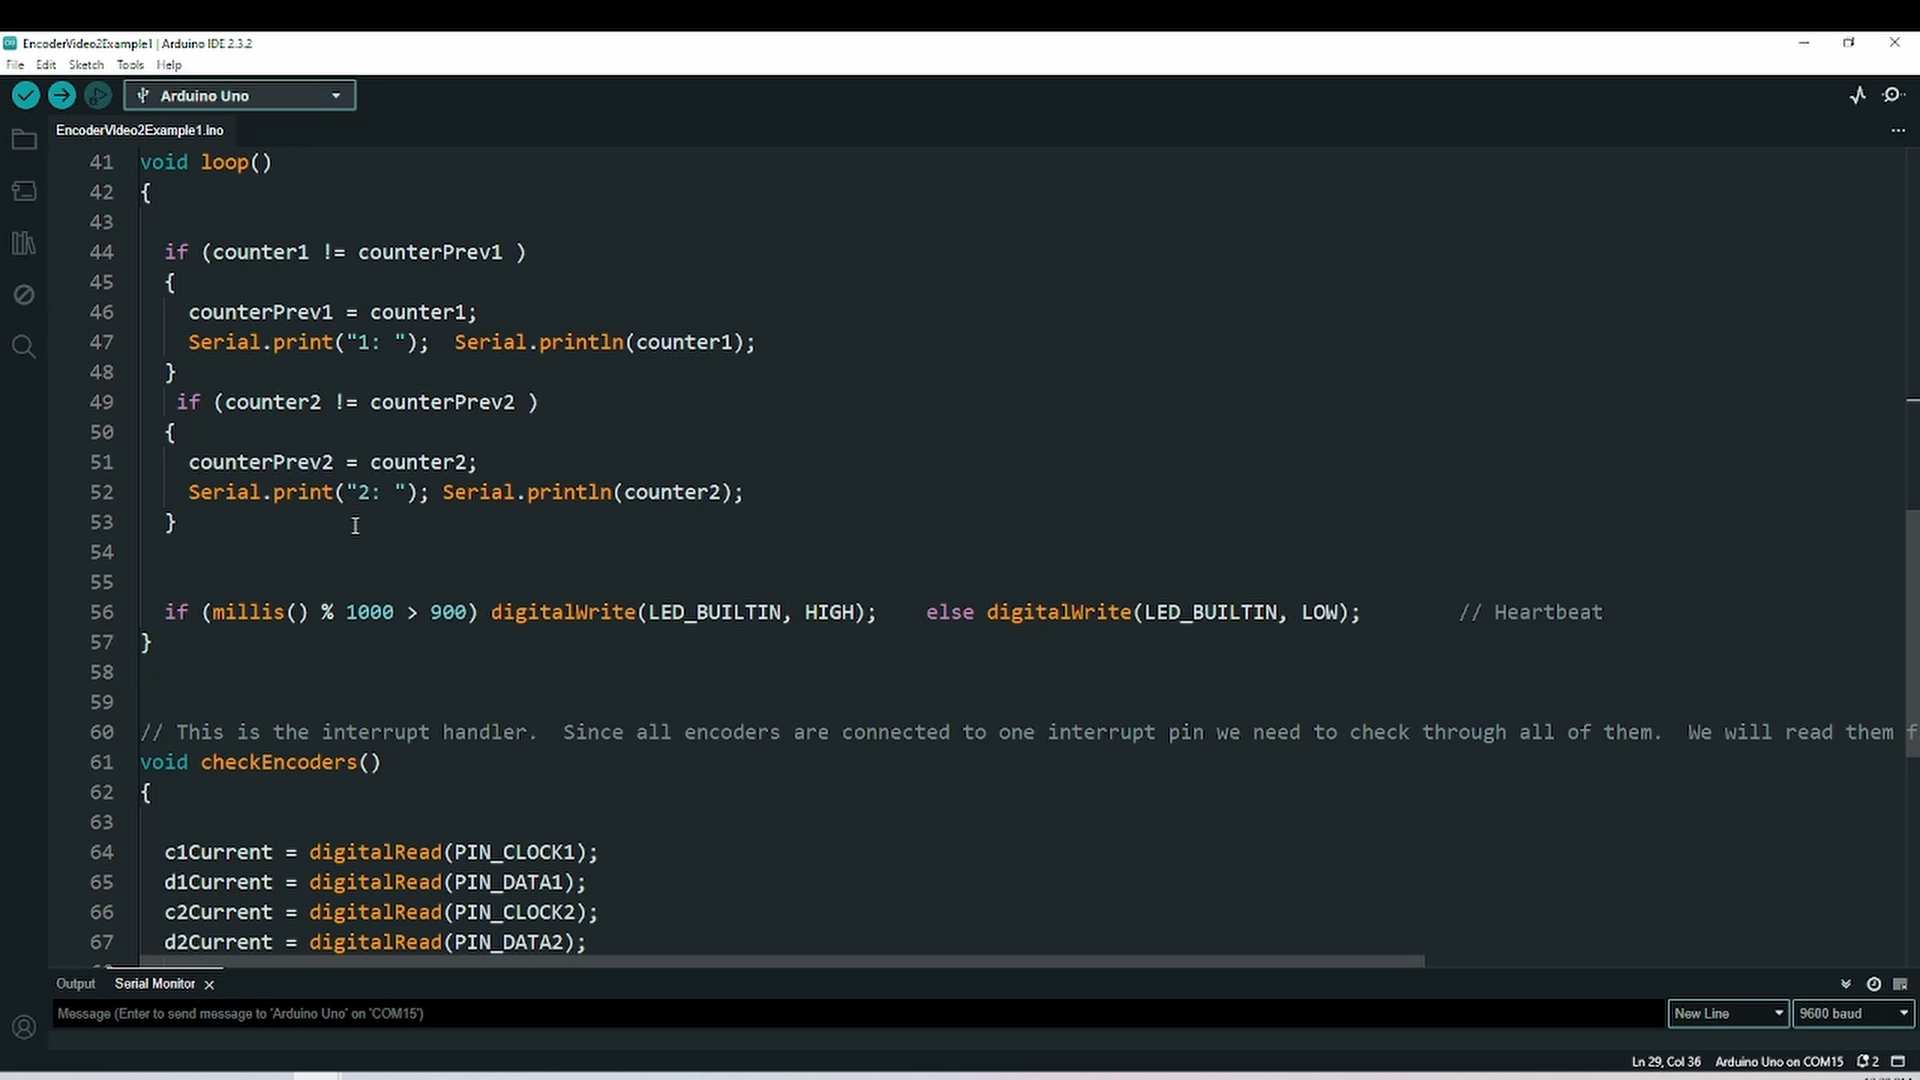 EncoderVideo2Example1 | Arduino IDE 2.3.2
File Edit Sketch Tools Help
Arduino Uno
EncoderVideo2Example1.ino
41 void loop()
42 {
43
44 if (counter1 != counterPrev1 )
45 {
46 counterPrev1 = counter1;
47 Serial.print("1: "); Serial.println(counter1);
48 }
49 if (counter2 != counterPrev2 )
50 {
51 counterPrev2 = counter2;
52 Serial.print("2: "); Serial.println(counter2);
53 }
54
55
56 if (millis() % 1000 > 900) digitalWrite(LED_BUILTIN, HIGH); else digitalWrite(LED_BUILTIN, LOW); // Heartbeat
57 }
58
59
60 // This is the interrupt handler. Since all encoders are connected to one interrupt pin we need to check through all of them. We will read them f
61 void checkEncoders()
62 {
63
64 c1Current = digitalRead(PIN_CLOCK1);
65 d1Current = digitalRead(PIN_DATA1);
66 c2Current = digitalRead(PIN_CLOCK2);
67 d2Current = digitalRead(PIN_DATA2);
Output Serial Monitor
Message (Enter to send message to 'Arduino Uno' on 'COM15')
New Line 9600 baud
Ln 29, Col 36 Arduino Uno on COM15 2